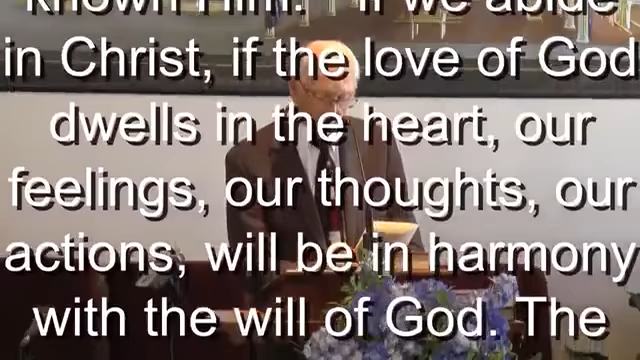 known Him." "If we abide
in Christ, if the love of God
dwells in the heart, our
feelings, our thoughts, our
actions, will be in harmony
with the will of God. The